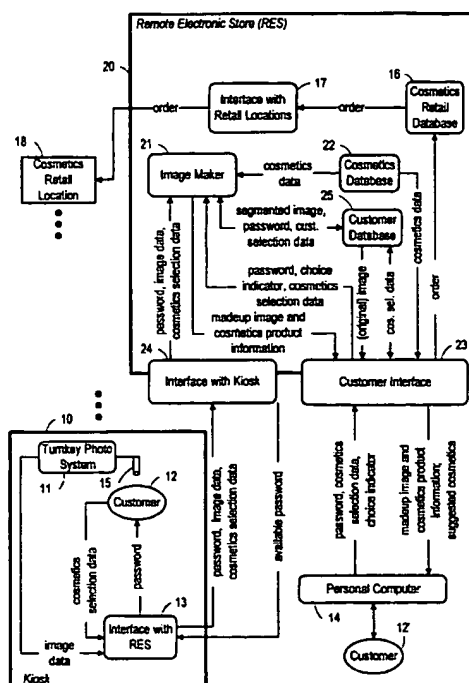 Remote Electronic Store (RES)
20
17
16
order
Interface with
Retail Locations
order
Cosmetics
Retail
Database
18
Cosmetics
Retail
Location
21
Image Maker
cosmetics
data
22
Cosmetics
Database
25
Customer
Database
segmented image,
password, cust.
selection data
password, image data,
cosmetics selection data
password, choice
indicator, cosmetics
selection data
madeup image and
cosmetics product
information
(original) image
cos. sel. data
cosmetics data
order
24
23
Interface with Kiosk
Customer Interface
10
Turnkey Photo
System
11
15
12
Customer
cosmetics
selection data
password
13
Interface with
RES
image
data
Kiosk
password, image data,
cosmetics selection data
available password
password, cosmetics
selection data,
choice indicator
madeup image and
cosmetics product
information;
suggested cosmetics
Personal Computer
14
Customer
12'